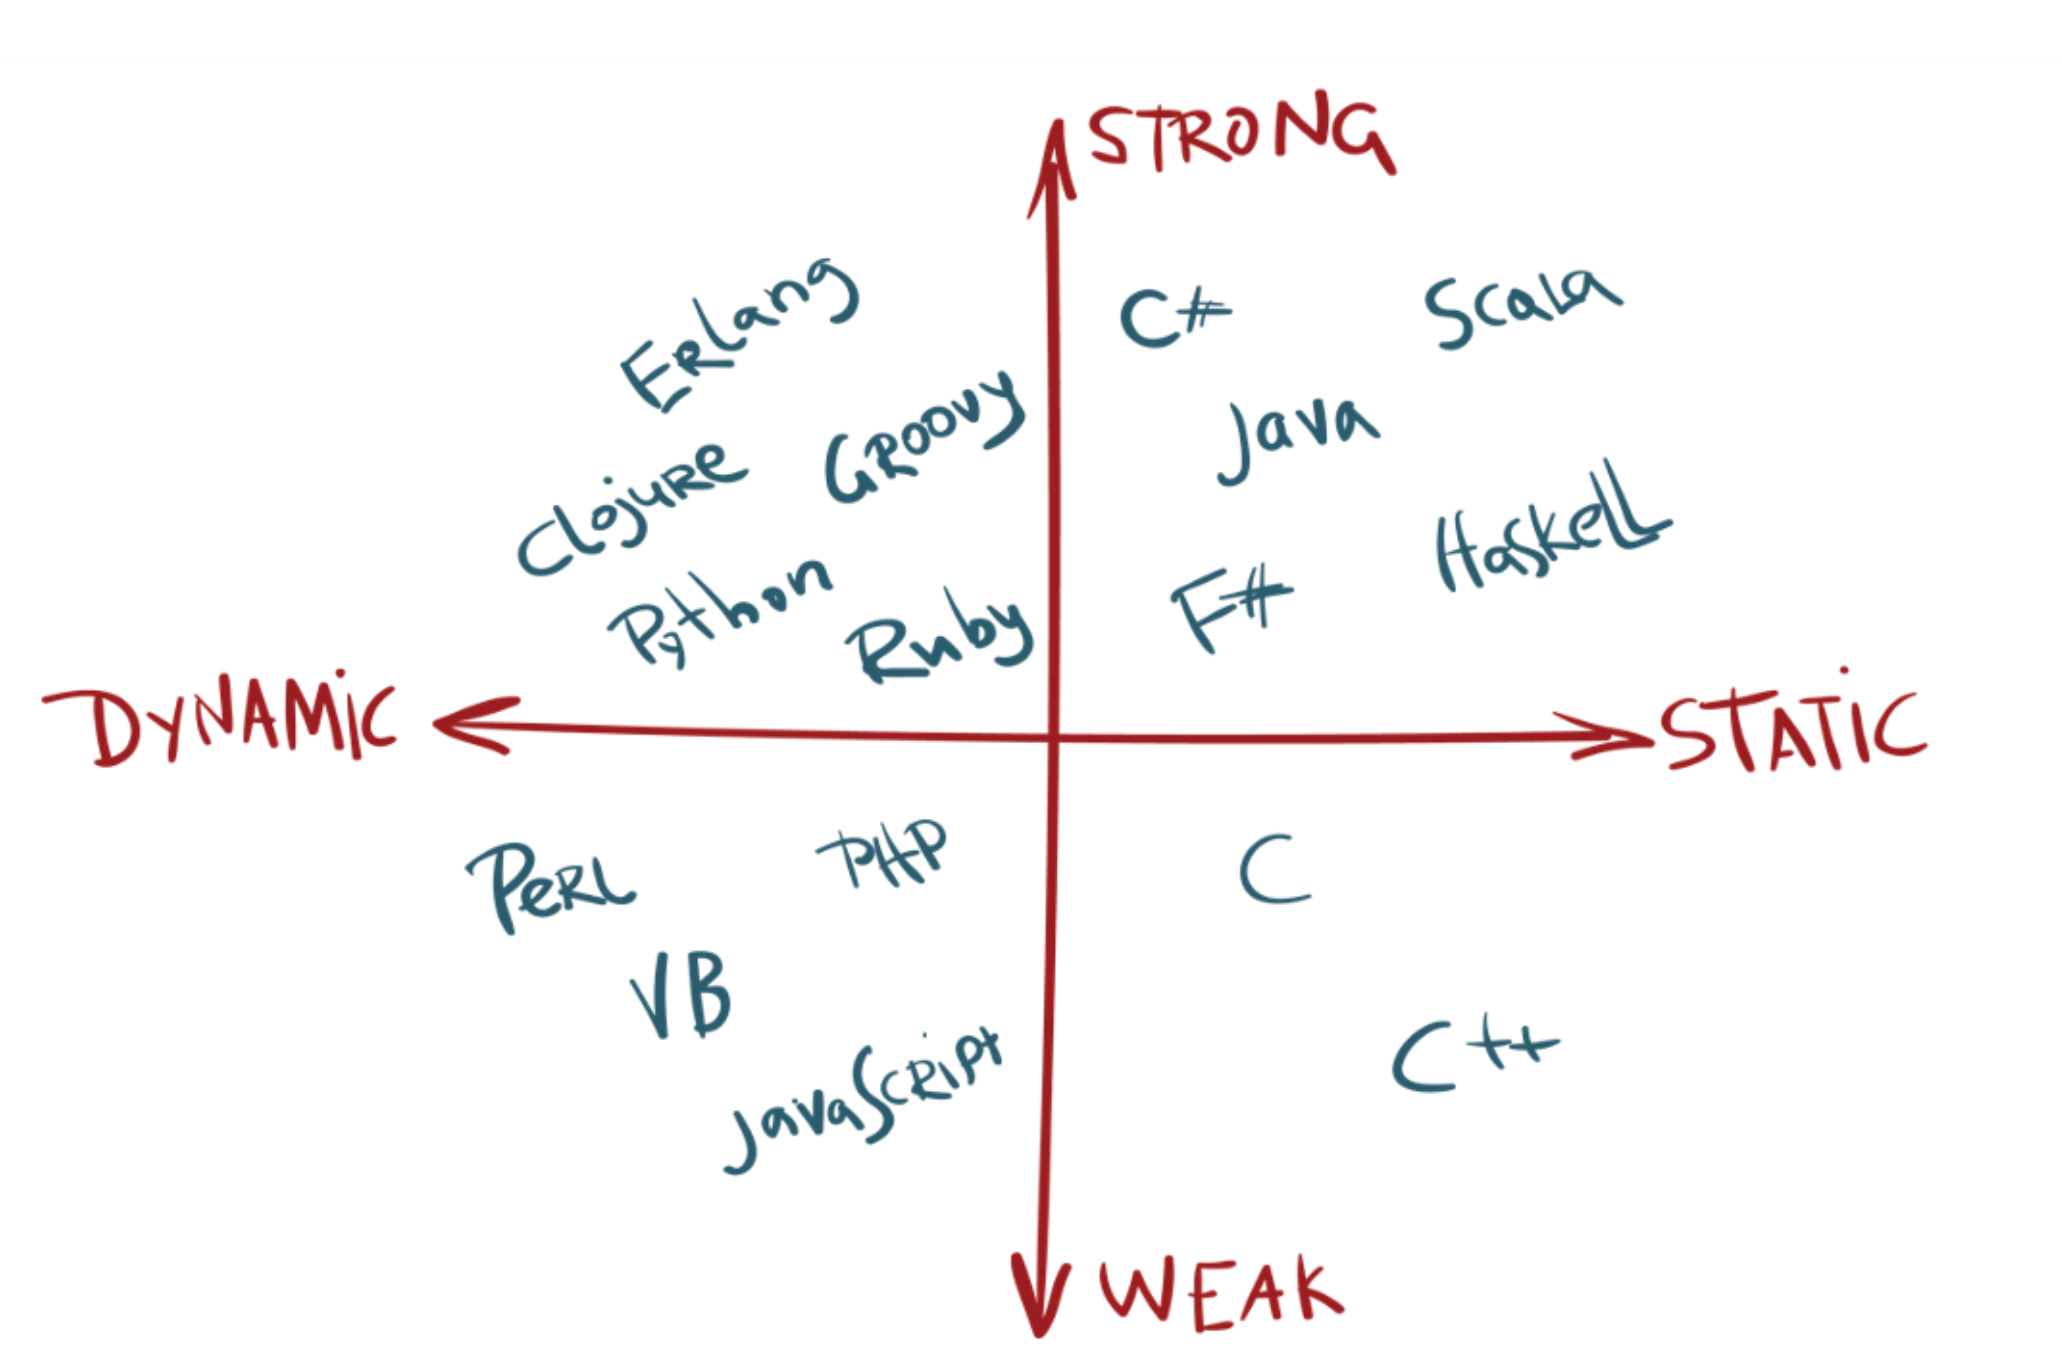 STRONG
Erlang
C#
Scala
Groovy
Java
Clojure
Haskell
Python
Ruby
F#
DYNAMIC
STATIC
Perl
PHP
C
VB
C++
JavaScript
WEAK